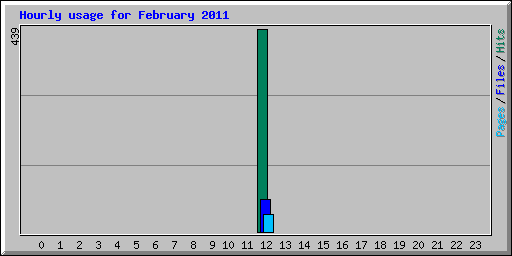 Hourly usage for February 2011
439
Pages/Files/Hits
0 1 2 3 4 5 6 7 8 9 10 11 12 13 14 15 16 17 18 19 20 21 22 23